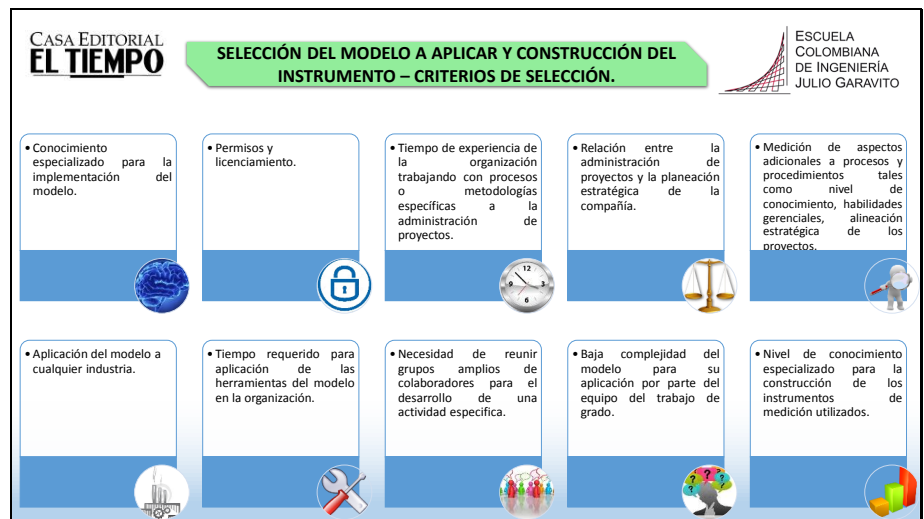 CASA EDITORIAL
EL TIEMPO
SELECCIÓN DEL MODELO A APLICAR Y CONSTRUCCIÓN DEL
INSTRUMENTO – CRITERIOS DE SELECCIÓN.
ESCUELA
COLOMBIANA
DE INGENIERÍA
JULIO GARAVITO
• Conocimiento
especializado para la
implementación del
modelo.
• Permisos y
licenciamiento.
• Tiempo de experiencia de
la organización
trabajando con procesos
o metodologías
específicas a la
administración de
proyectos.
• Relación entre la
administración de
proyectos y la planeación
estratégica de la
compañía.
• Medición de aspectos
adicionales a procesos y
procedimientos tales
como nivel de
conocimiento, habilidades
gerenciales, alineación
estratégica de los
proyectos.
12
9 3
6
• Aplicación del modelo a
cualquier industria.
• Tiempo requerido para
aplicación de las
herramientas del modelo
en la organización.
• Necesidad de reunir
grupos amplios de
colaboradores para el
desarrollo de una
actividad especifica.
• Baja complejidad del
modelo para su
aplicación por parte del
equipo del trabajo de
grado.
• Nivel de conocimiento
especializado para la
construcción de los
instrumentos de
medición utilizados.
? ? ? ?